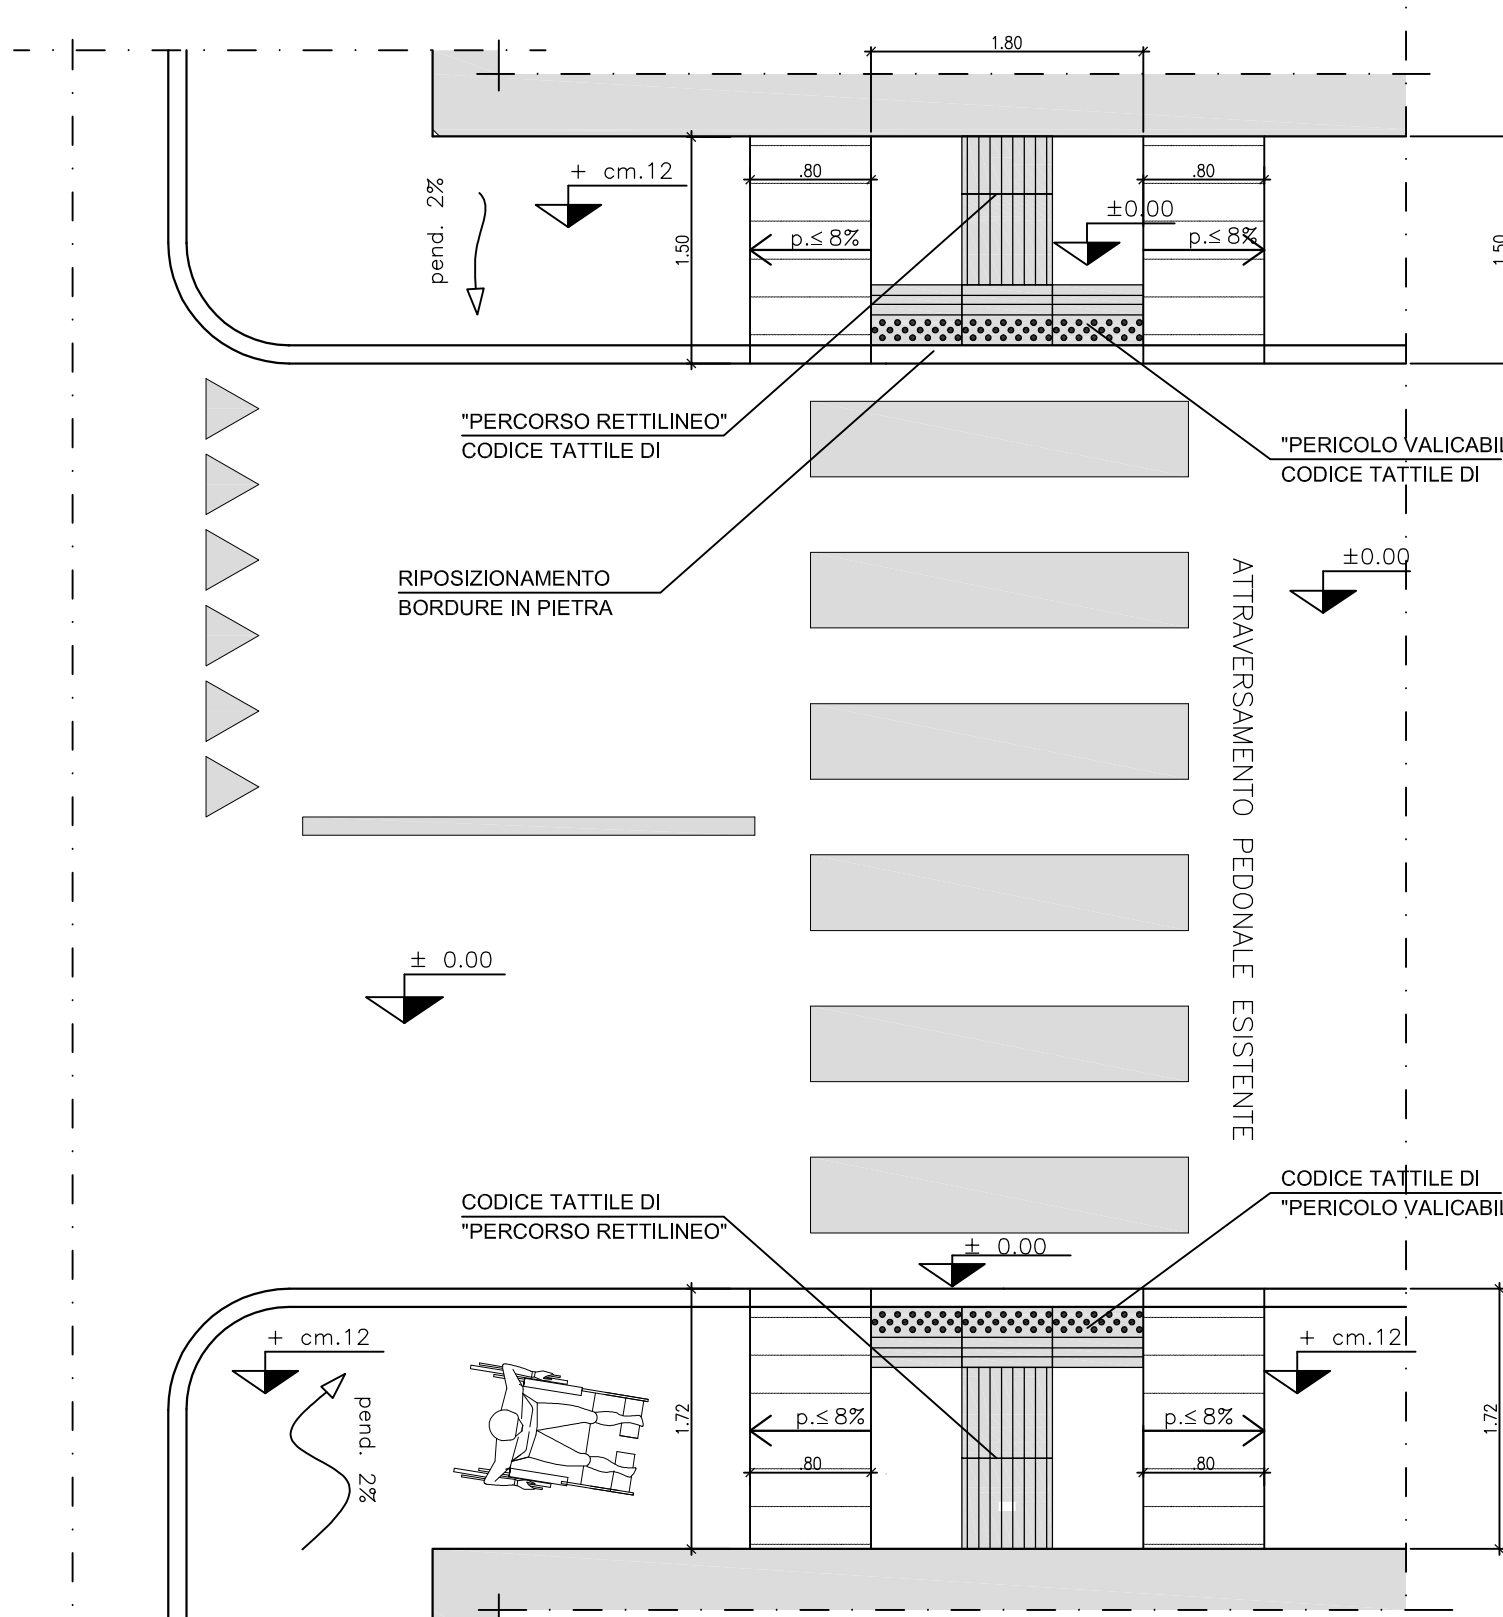 1.80
+ cm.12
.80
.80
pend. 2%
±0.00
p.≤ 8%
p.≤ 8%
1.50
1.50
"PERCORSO RETTILINEO"
CODICE TATTILE DI
"PERICOLO VALICABIL
CODICE TATTILE DI
±0.00
RIPOSIZIONAMENTO
BORDURE IN PIETRA
ATTRAVERSAMENTO PEDONALE ESISTENTE
± 0.00
CODICE TATTILE DI
"PERICOLO VALICABIL
CODICE TATTILE DI
"PERCORSO RETTILINEO"
± 0.00
+ cm.12
+ cm.12
pend. 2%
p.≤ 8%
p.≤ 8%
1.72
1.72
.80
.80